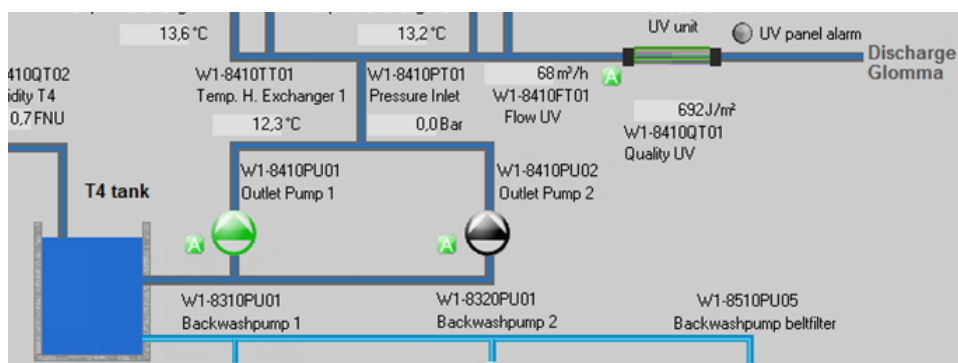 13,6 °C
13,2 °C
UV unit
UV panel alarm
Discharge
Glomma
8410QT02
idity T4
0,7 FNU
W1-8410TT01
Temp. H. Exchanger 1
12,3 °C
W1-8410PT01
Pressure Inlet
0,0 Bar
68 m³/h
A
W1-8410FT01
Flow UV
692 J/m²
W1-8410QT01
Quality UV
W1-8410PU01
Outlet Pump 1
W1-8410PU02
Outlet Pump 2
T4 tank
A
A
W1-8310PU01
Backwashpump 1
W1-8320PU01
Backwashpump 2
W1-8510PU05
Backwashpump beltfilter